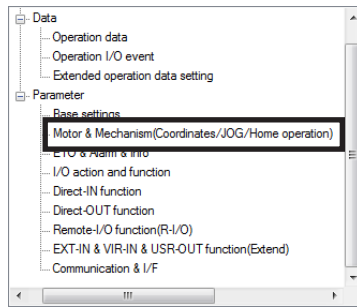 Data
Operation data
Operation I/O event
Extended operation data setting
Parameter
Base settings
Motor & Mechanism(Coordinates/JOG/Home operation)
ETO & Alarm & Info
I/O action and function
Direct-IN function
Direct-OUT function
Remote-I/O function(R-I/O)
EXT-IN & VIR-IN & USR-OUT function(Extend)
Communication & I/F